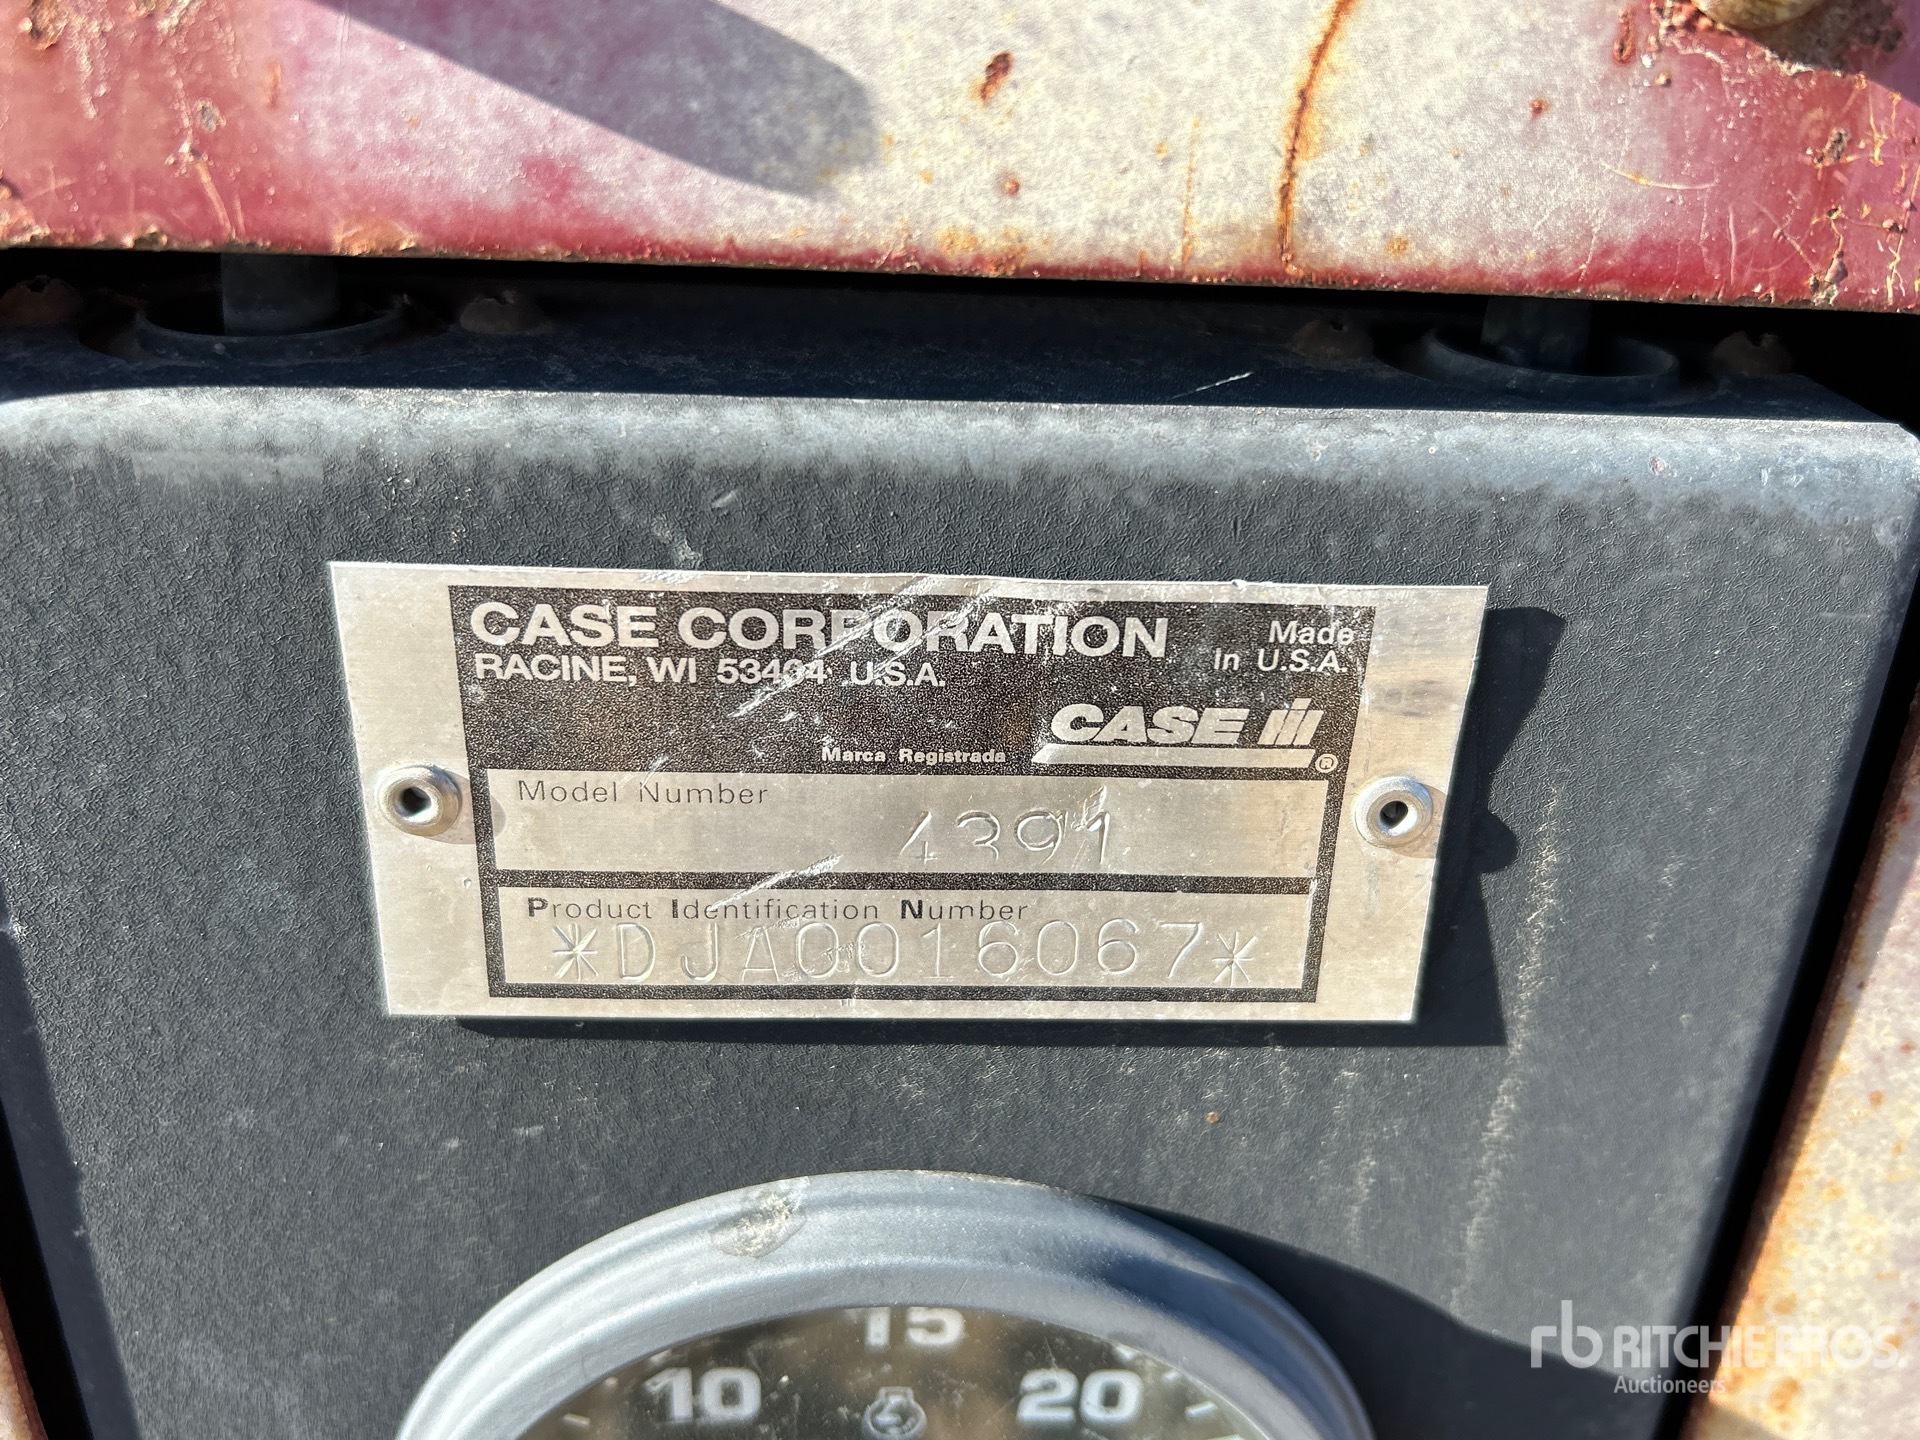 CASE CORPORATION
RACINE, WI 53404 U.S.A.
Made
In U.S.A.
CASE IH
Marca Registrada
®
Model Number
4391
Product Identification Number
*DJA0016067*
15
10
20
rb RITCHIE BROS.
Auctioneers